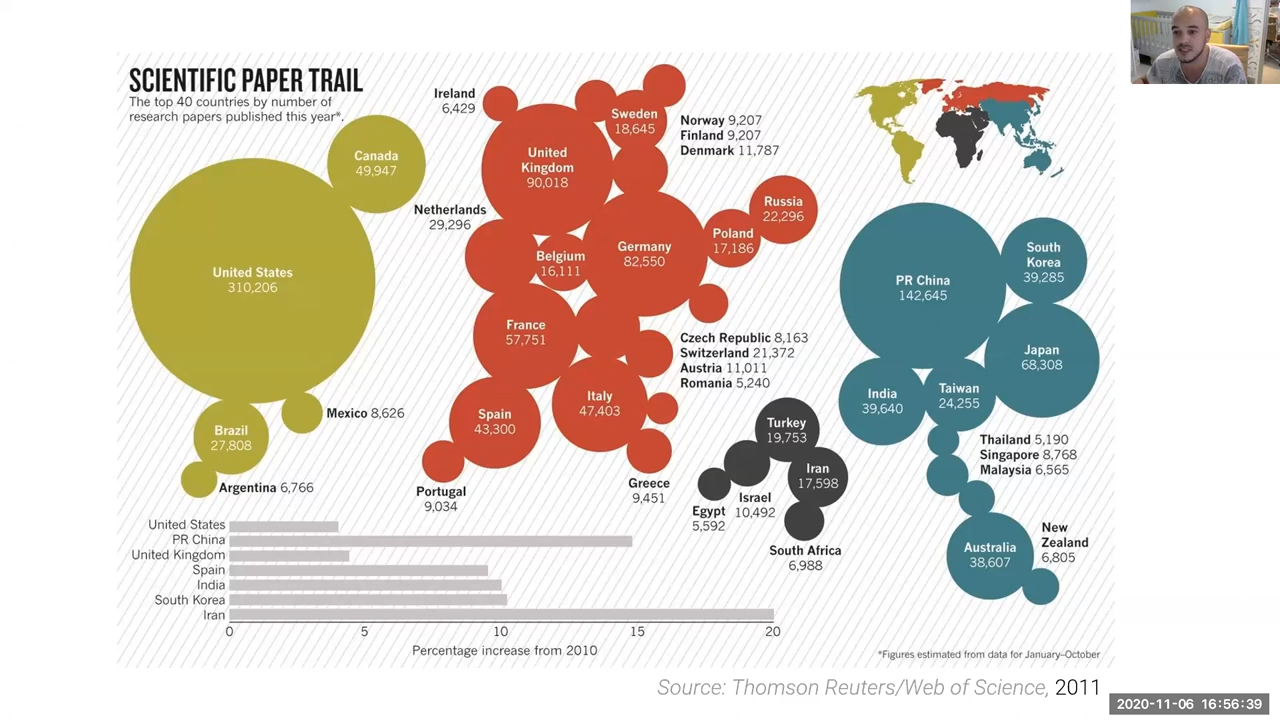 SCIENTIFIC PAPER TRAIL
The top 40 countries by number of
research papers published this year*.
Canada
49,947
United States
310,206
Mexico 8,626
Brazil
27,808
Argentina 6,766
Ireland
6,429
United
Kingdom
90,018
Sweden
18,645
Norway 9,207
Finland 9,207
Denmark 11,787
Netherlands
29,296
Belgium
16,111
Germany
82,550
Poland
17,186
Russia
22,296
France
57,751
Czech Republic 8,163
Switzerland 21,372
Austria 11,011
Romania 5,240
Spain
43,300
Italy
47,403
Portugal
9,034
Greece
9,451
Turkey
19,753
Iran
17,598
Israel
10,492
Egypt
5,592
South Africa
6,988
PR China
142,645
South
Korea
39,285
Japan
68,308
India
39,640
Taiwan
24,255
Thailand 5,190
Singapore 8,768
Malaysia 6,565
Australia
38,607
New
Zealand
6,805
United States
PR China
United Kingdom
Spain
India
South Korea
Iran
0 5 10 15 20
Percentage increase from 2010
*Figures estimated from data for January–October
Source: Thomson Reuters/Web of Science, 2011
2020-11-06 16:56:39